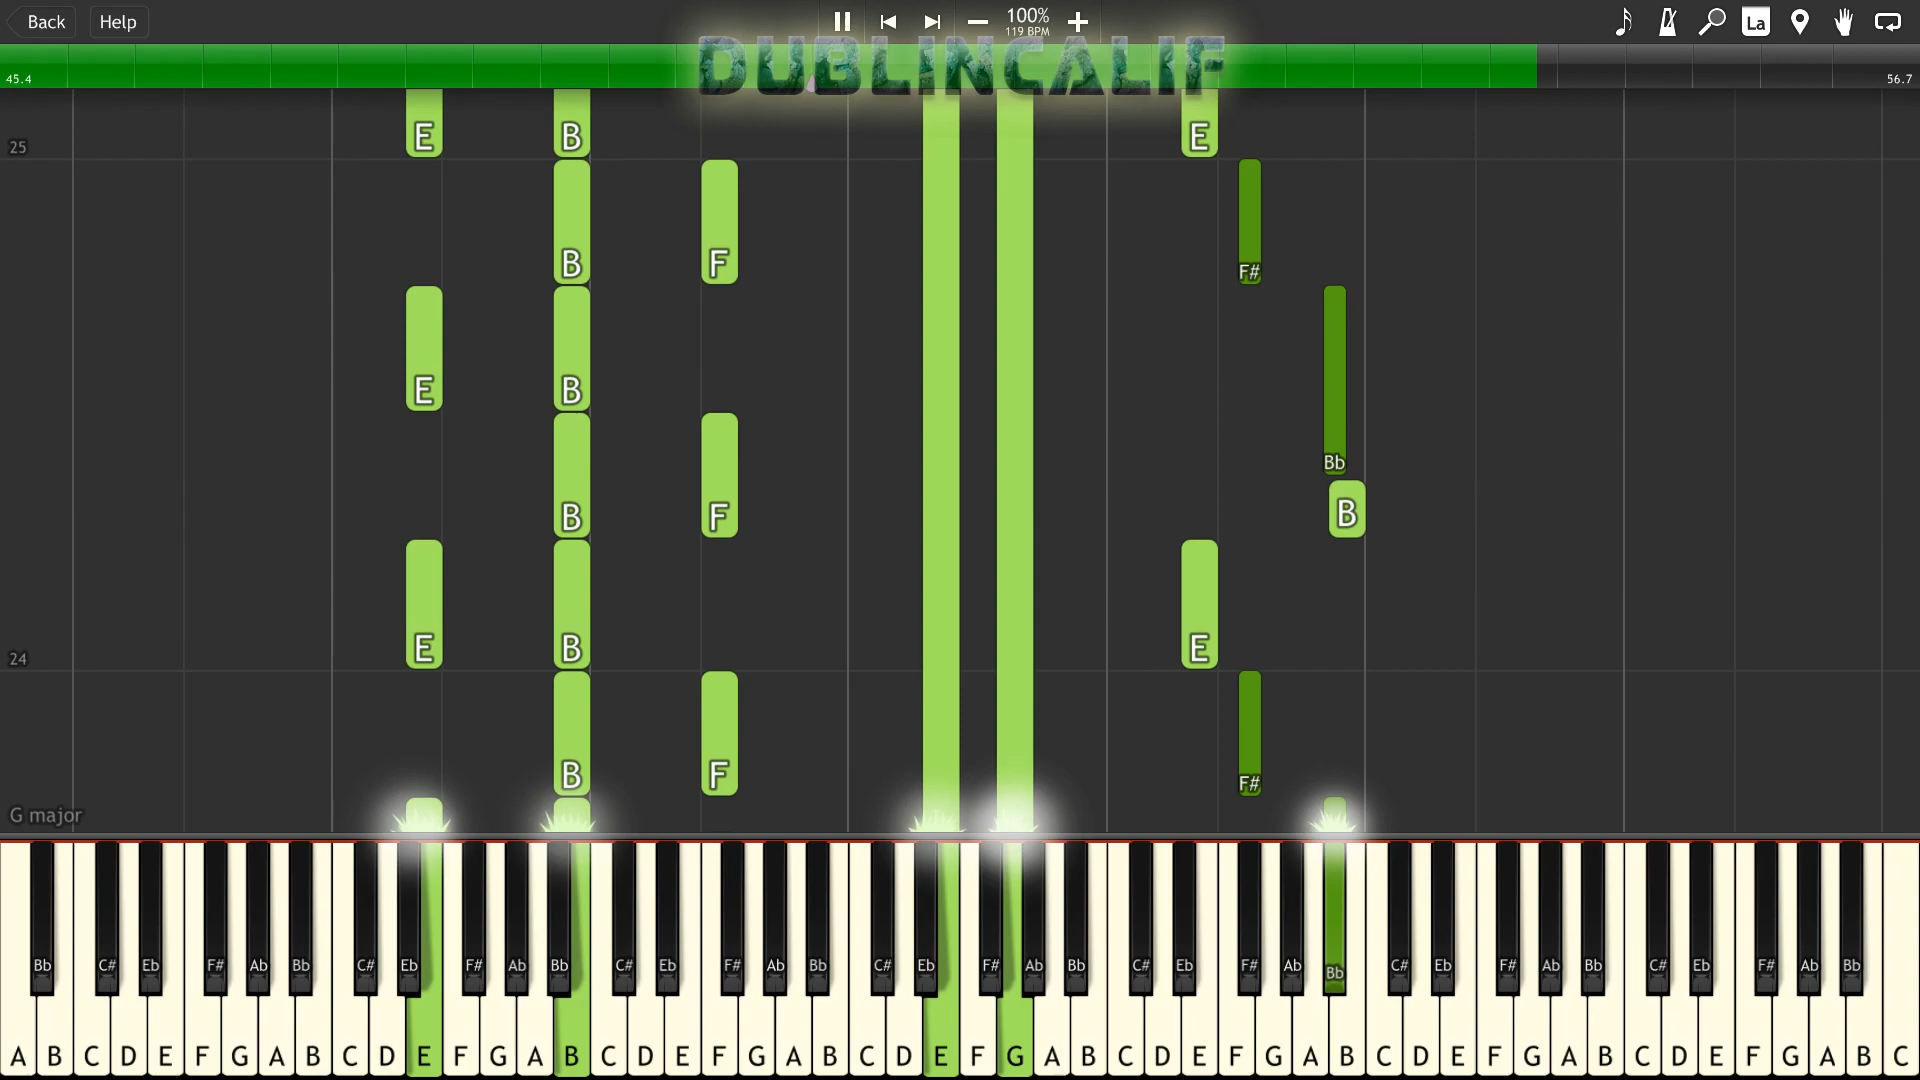 Back Help 100% La
119 BPM
DUBLINCALIF
45.4 56.7
E B E
25
B F F#
E B
Bb
B F B
E B E
24
B F F#
G major
Bb C# Eb F# Ab Bb C# Eb F# Ab Bb C# Eb F# Ab Bb C# Eb F# Ab Bb C# Eb F# Ab Bb C# Eb F# Ab Bb C# Eb F# Ab Bb
A B C D E F G A B C D E F G A B C D E F G A B C D E F G A B C D E F G A B C D E F G A B C D E F G A B C